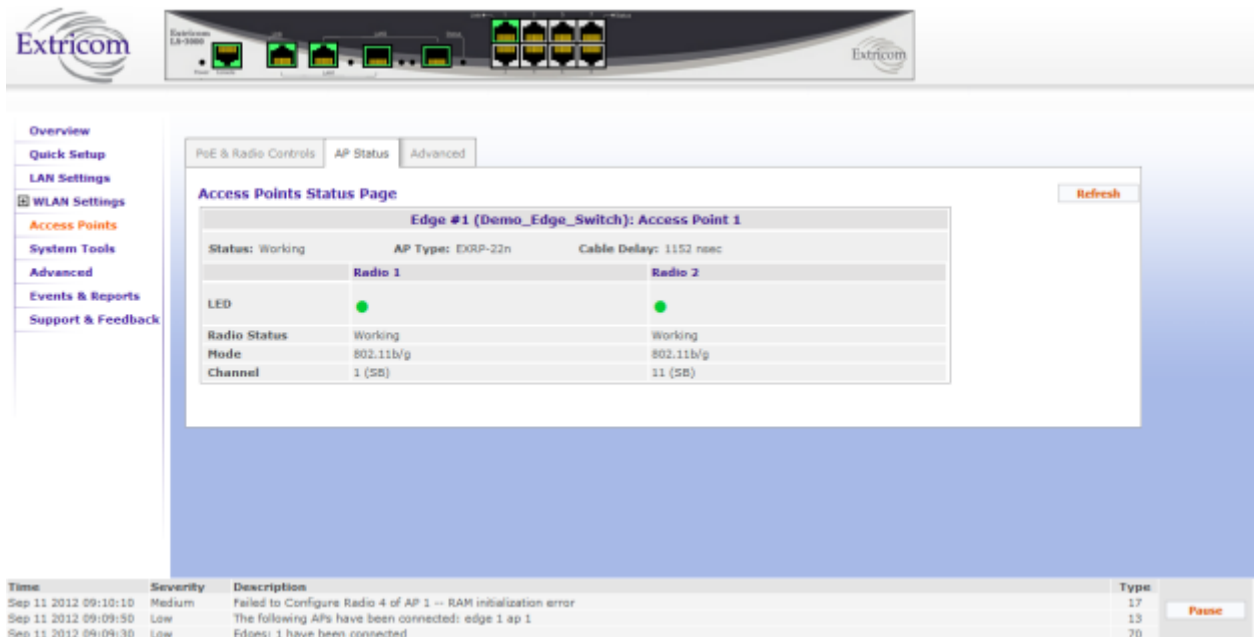 Extricom
Extricom
LS-3000
Extricom
Overview
Quick Setup
LAN Settings
WLAN Settings
Access Points
System Tools
Advanced
Events & Reports
Support & Feedback
PoE & Radio Controls AP Status Advanced
Access Points Status Page
Refresh
Edge #1 (Demo_Edge_Switch): Access Point 1
Status: Working AP Type: EXRP-22n Cable Delay: 1152 nsec
Radio 1 Radio 2
LED
Radio Status Working Working
Mode 802.11b/g 802.11b/g
Channel 1 (SB) 11 (SB)
Time Severity Description Type
Sep 11 2012 09:10:10 Medium Failed to Configure Radio 4 of AP 1 -- RAM initialization error 17
Pause
Sep 11 2012 09:09:50 Low The following APs have been connected: edge 1 ap 1 13
Sep 11 2012 09:09:30 Low Edges: 1 have been connected 70